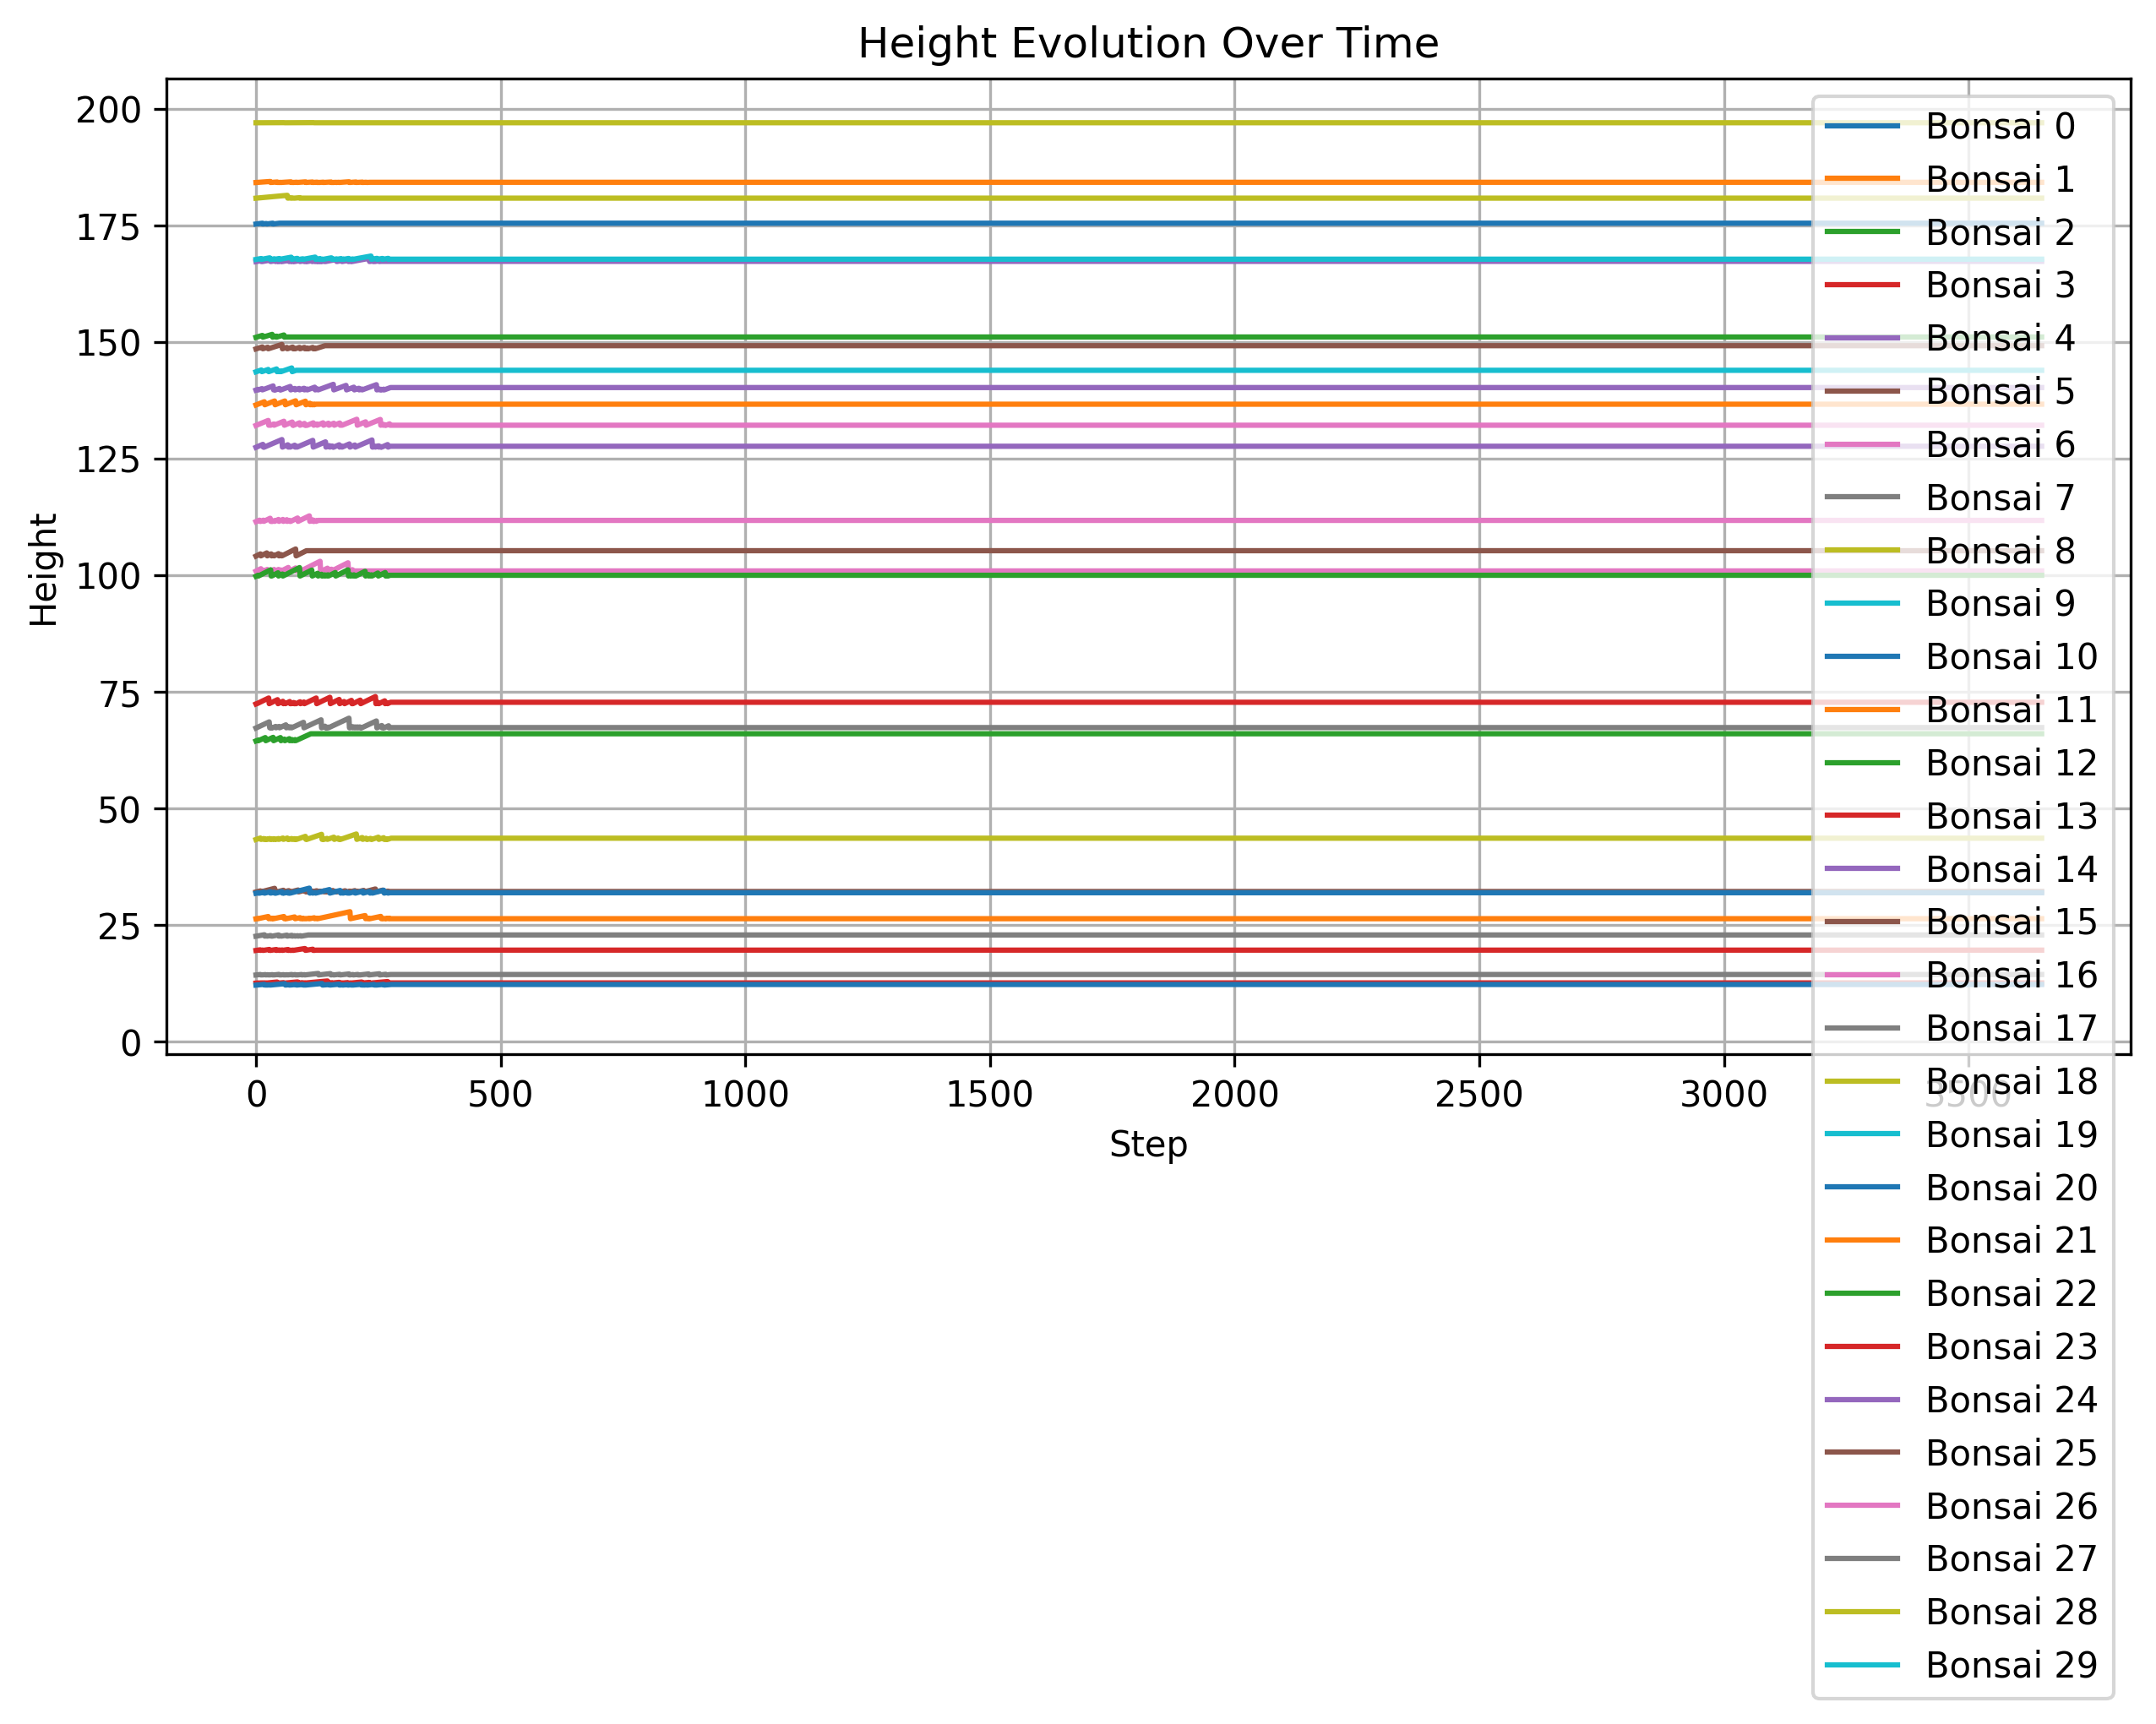 Height Evolution Over Time
Height
200
175
150
125
100
75
50
25
0
0 500 1000 1500 2000 2500 3000 3500
Step
Bonsai 0
Bonsai 1
Bonsai 2
Bonsai 3
Bonsai 4
Bonsai 5
Bonsai 6
Bonsai 7
Bonsai 8
Bonsai 9
Bonsai 10
Bonsai 11
Bonsai 12
Bonsai 13
Bonsai 14
Bonsai 15
Bonsai 16
Bonsai 17
Bonsai 18
Bonsai 19
Bonsai 20
Bonsai 21
Bonsai 22
Bonsai 23
Bonsai 24
Bonsai 25
Bonsai 26
Bonsai 27
Bonsai 28
Bonsai 29